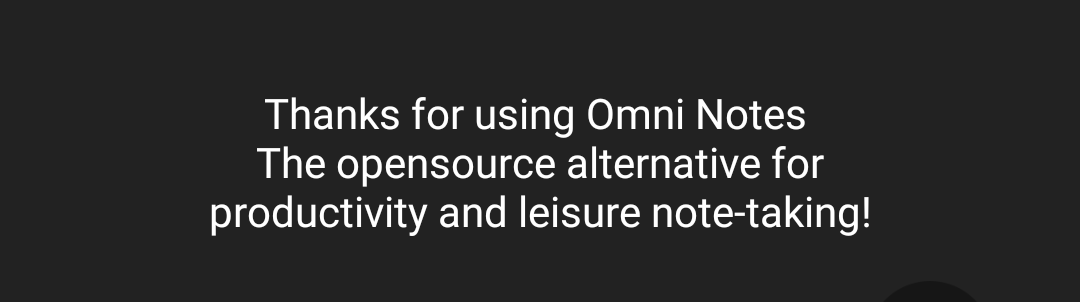 Thanks for using Omni Notes
The opensource alternative for
productivity and leisure note-taking!